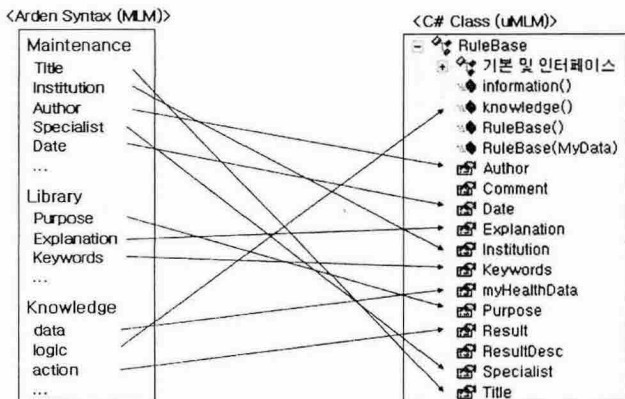 <Arden Syntax (MLM)>
Maintenance
Title
Institution
Author
Specialist
Date
...
Library
Purpose
Explanation
Keywords
...
Knowledge
data
logic
action
...
<C# Class (uMLM)>
RuleBase
기본 및 인터페이스
information()
knowledge()
RuleBase()
RuleBase(MyData)
Author
Comment
Date
Explanation
Institution
Keywords
myHealthData
Purpose
Result
ResultDesc
Specialist
Title